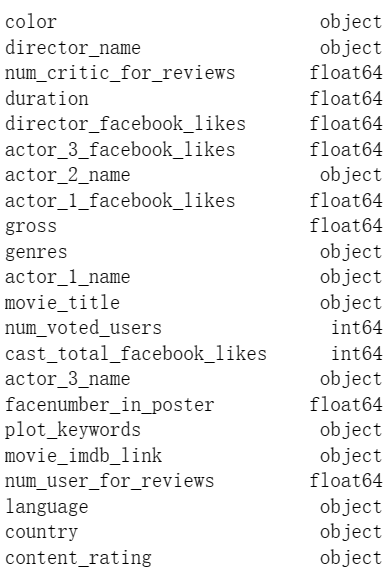 color object
director_name object
num_critic_for_reviews float64
duration float64
director_facebook_likes float64
actor_3_facebook_likes float64
actor_2_name object
actor_1_facebook_likes float64
gross float64
genres object
actor_1_name object
movie_title object
num_voted_users int64
cast_total_facebook_likes int64
actor_3_name object
facenumber_in_poster float64
plot_keywords object
movie_imdb_link object
num_user_for_reviews float64
language object
country object
content_rating object